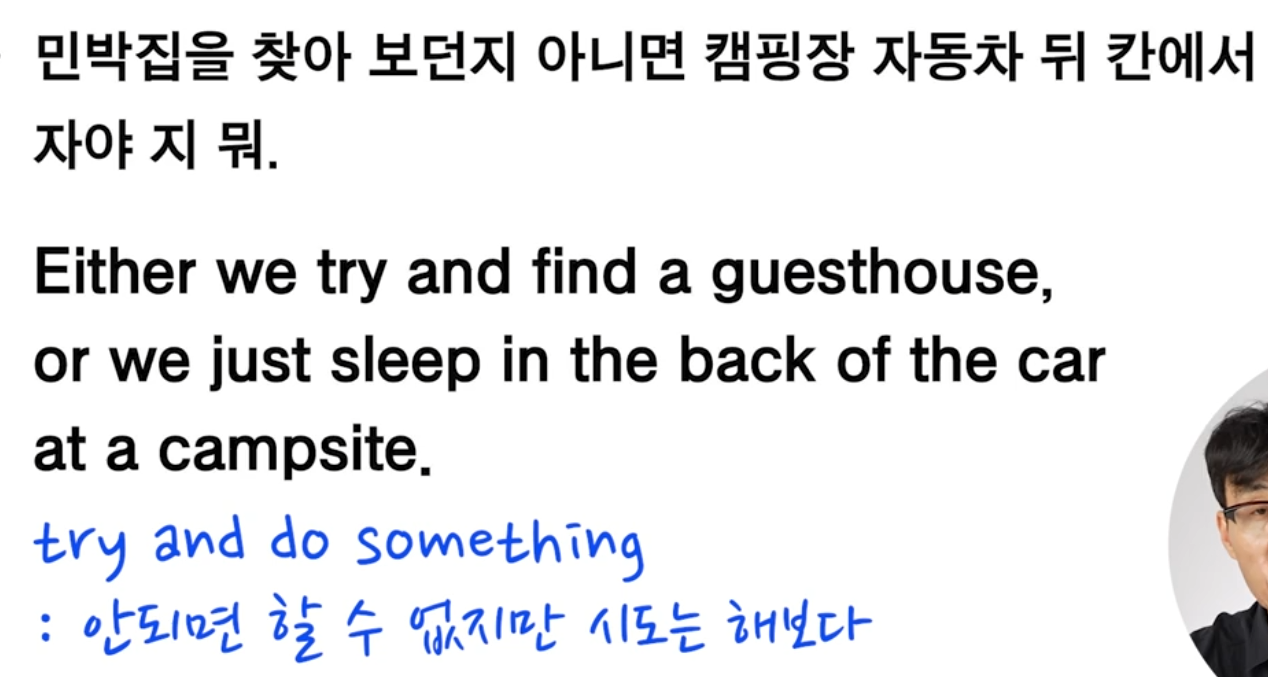 민박집을 찾아 보던지 아니면 캠핑장 자동차 뒤 칸에서
자야 지 뭐.
Either we try and find a guesthouse,
or we just sleep in the back of the car
at a campsite.
try and do something
: 안되면 할 수 없지만 시도는 해보다